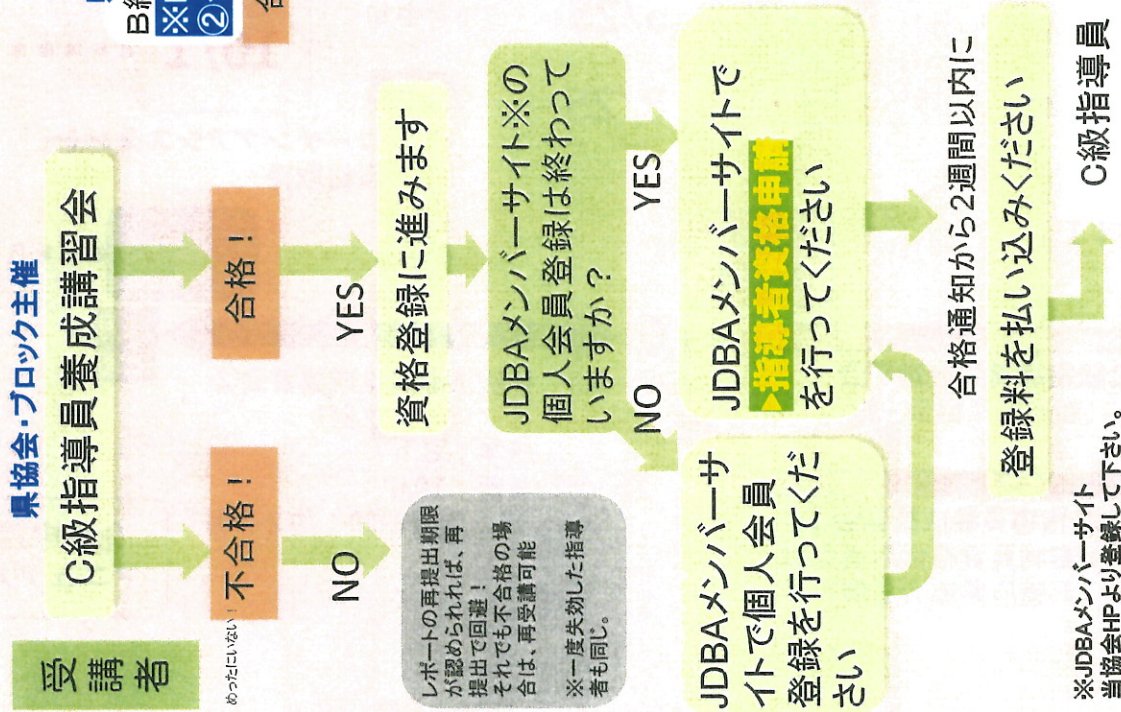 県協会・ブロック主催
受
講
者
C級指導員養成講習会
めったにいない!
不合格!
合格!
NO
YES
レポートの再提出期限
が認められれば、再
提出で回避!
それでも不合格の場
合は、再受講可能
※一度失効した指導
者も同じ。
資格登録に進みます
JDBAメンバーサイト※の
個人会員登録は終わって
いますか?
NO
YES
JDBAメンバーサ
イトで個人会員
登録を行ってくだ
さい
JDBAメンバーサイトで
▶指導者資格申請
を行ってください
合格通知から2週間以内に
登録料を払い込みください
C級指導員
※JDBAメンバーサイト
当協会HPより登録して下さい。
B級
②